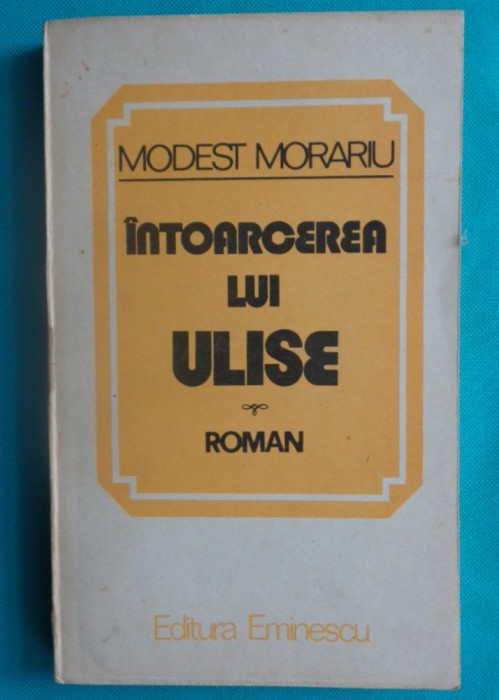 MODEST MORARIU
ÎNTOARCEREA
LUI
ULISE
ROMAN
Editura Eminescu